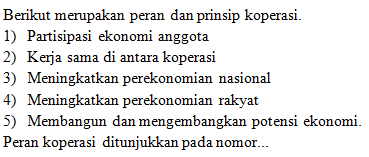 Berikut merupakan peran dan prinsip koperasi.
1) Partisipasi ekonomi anggota
2) Kerja sama di antara koperasi
3) Meningkatkan perekonomian nasional
4) Meningkatkan perekonomian rakyat
5) Membangun dan mengembangkan potensi ekonomi.
Peran koperasi ditunjukkan pada nomor...